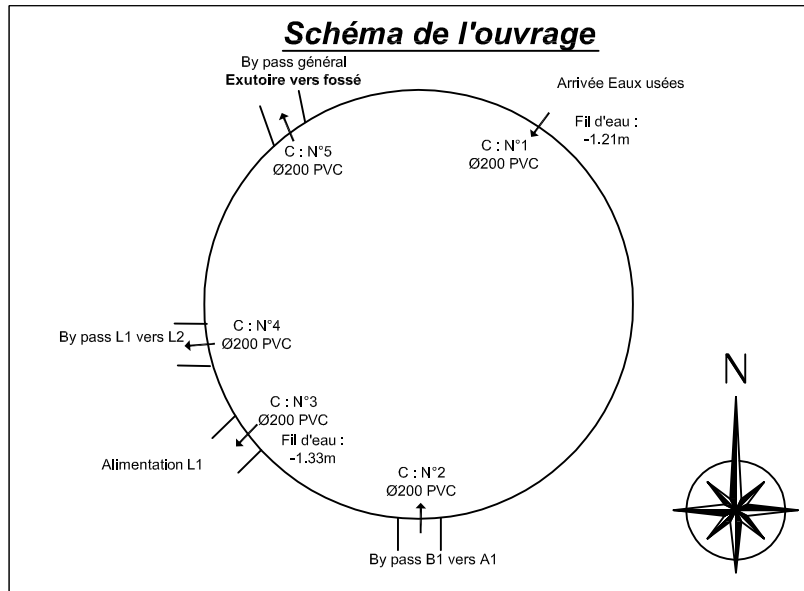 Schéma de l'ouvrage
By pass général
Exutoire vers fossé
Arrivée Eaux usées
Fil d'eau :
-1.21m
C : N°1
Ø200 PVC
C : N°5
Ø200 PVC
By pass L1 vers L2
C : N°4
Ø200 PVC
C : N°3
Ø200 PVC
Fil d'eau :
-1.33m
Alimentation L1
C : N°2
Ø200 PVC
By pass B1 vers A1
N